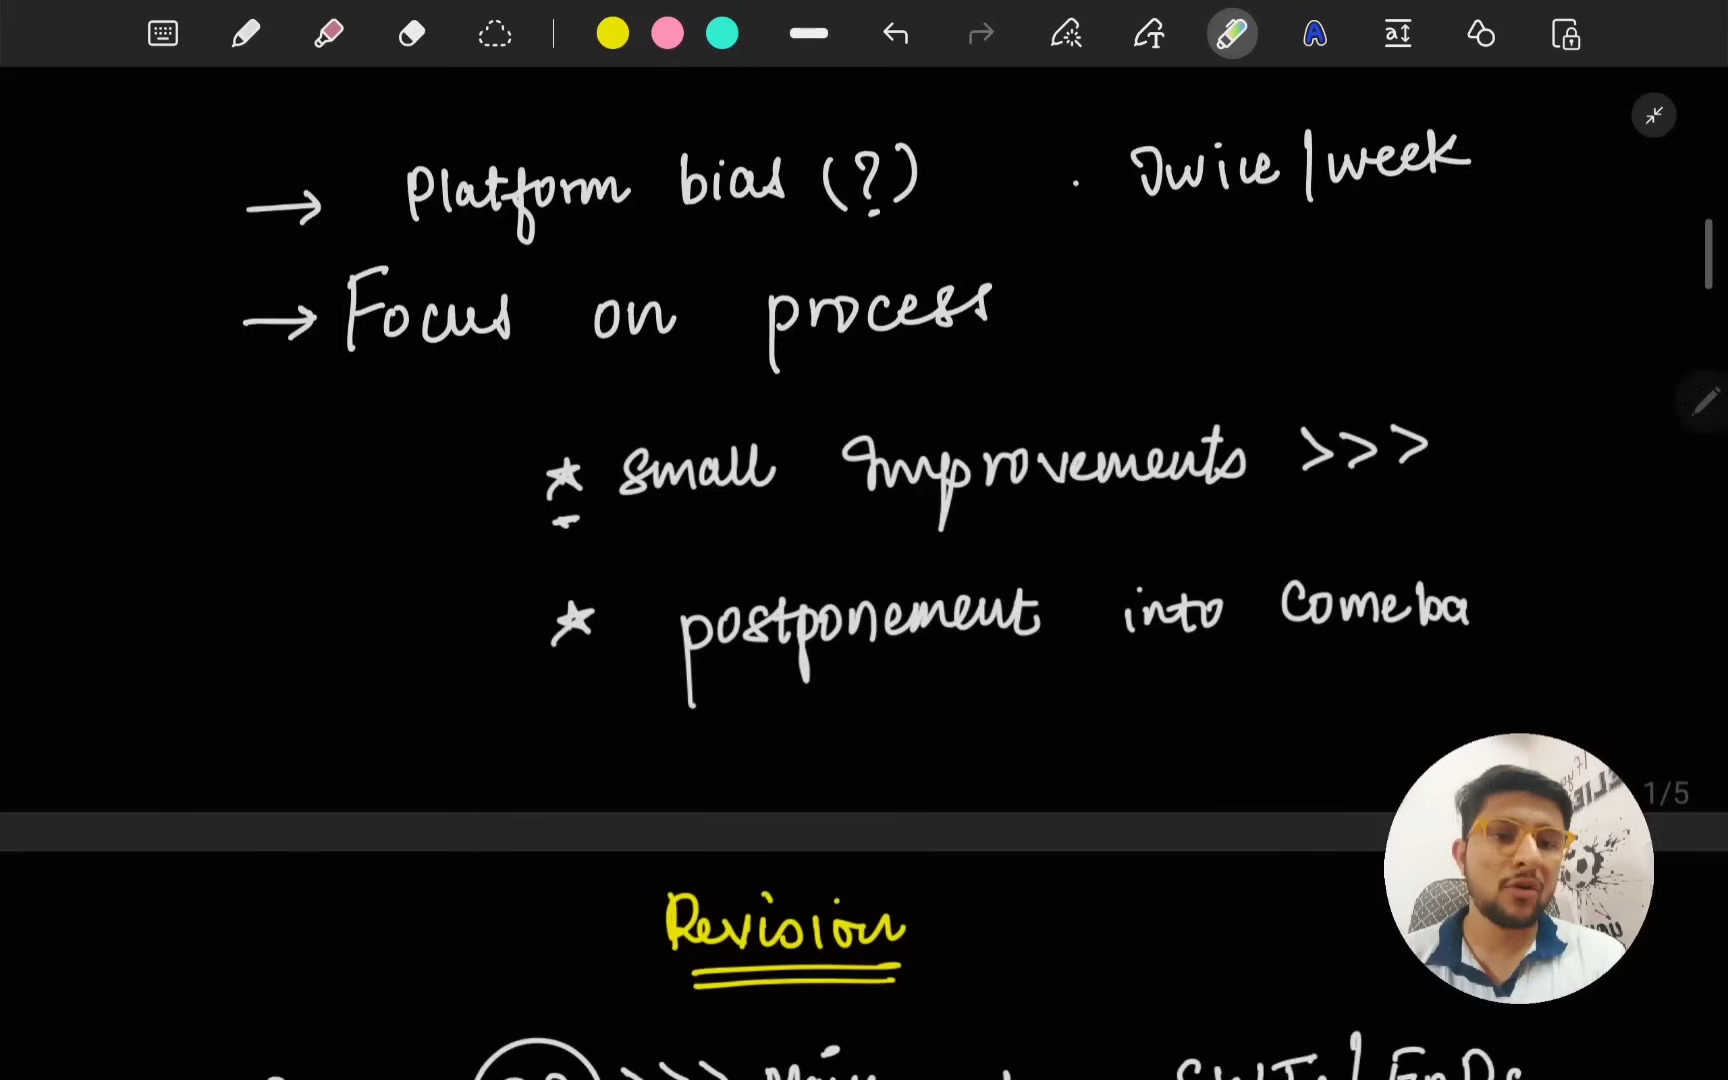 → Platform bias (?) . Twice / week
→ Focus on process
* small improvements >>>
* postponement into comeba
1/5
Revision
>>>